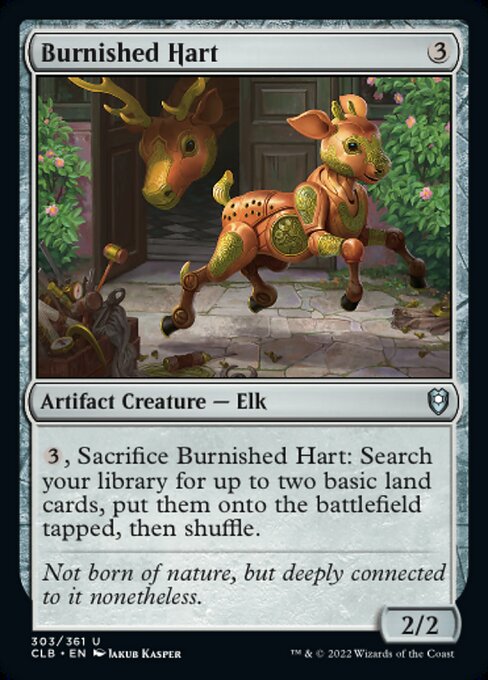 Burnished Hart 3
Artifact Creature — Elk
3, Sacrifice Burnished Hart: Search
your library for up to two basic land
cards, put them onto the battlefield
tapped, then shuffle.
Not born of nature, but deeply connected
to it nonetheless.
2/2
303/361 U
CLB • EN Jakub Kasper
™ & © 2022 Wizards of the Coast